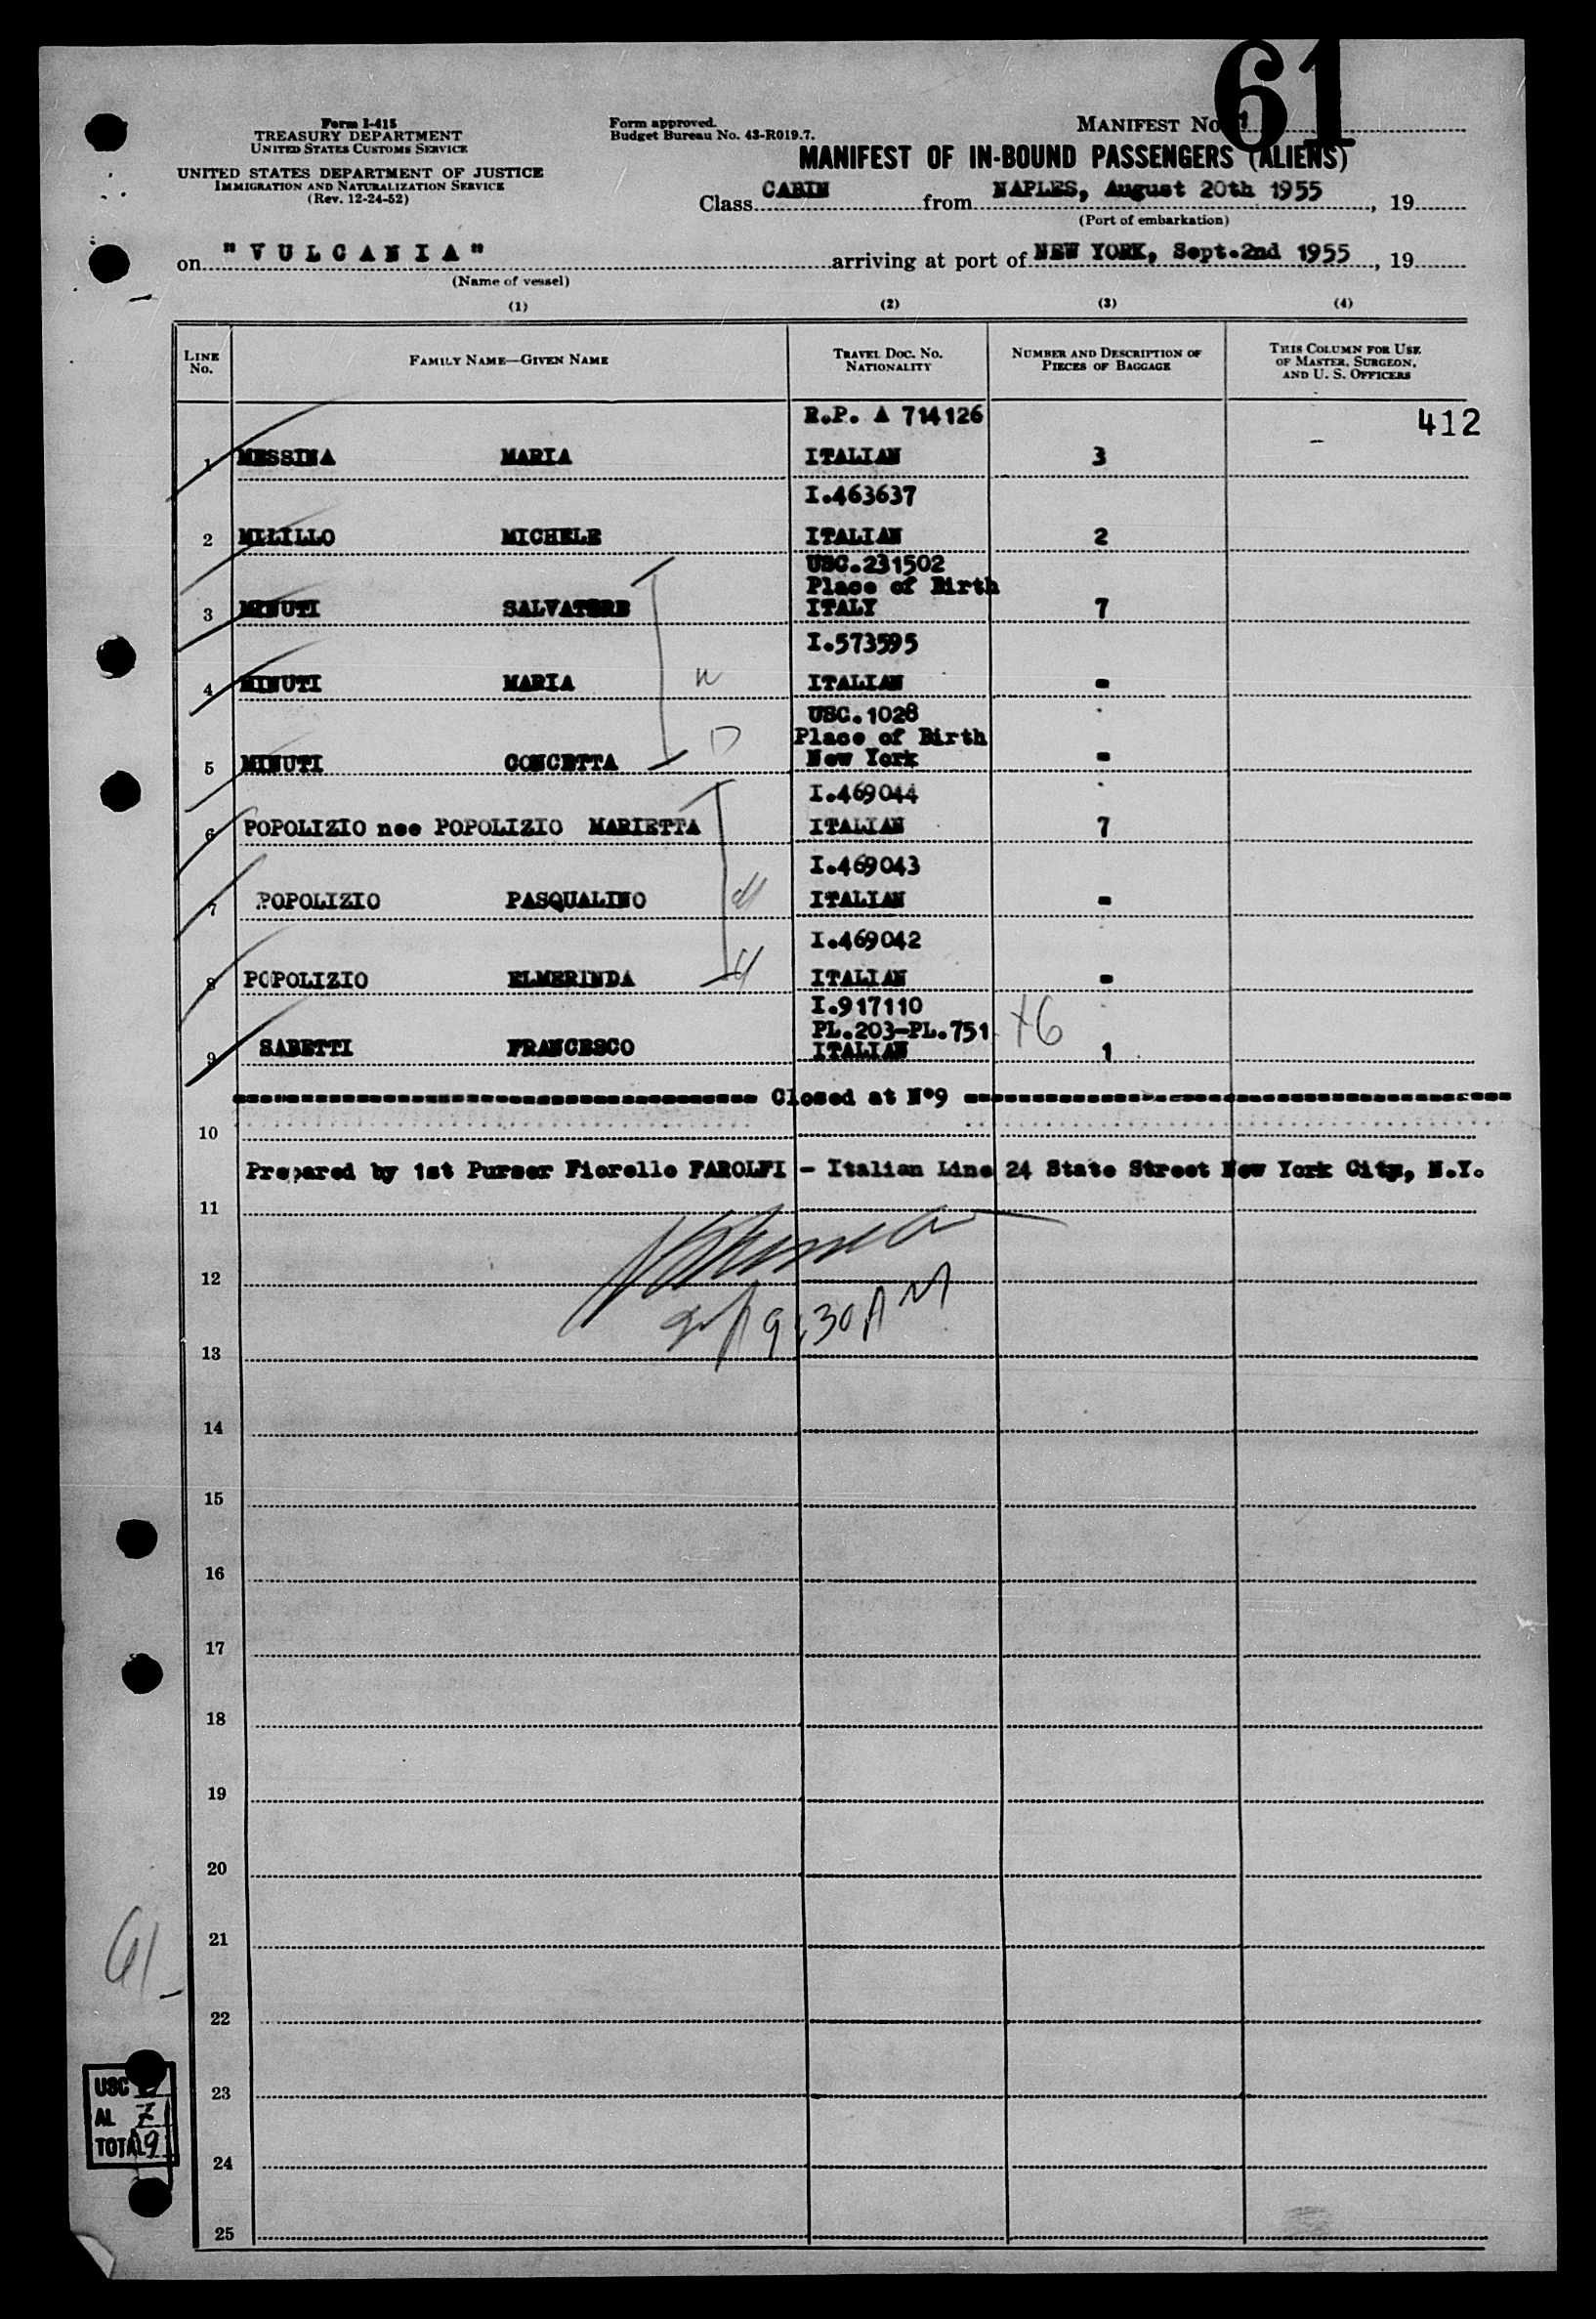 61
Form I-415
TREASURY DEPARTMENT
UNITED STATES CUSTOMS SERVICE
UNITED STATES DEPARTMENT OF JUSTICE
IMMIGRATION AND NATURALIZATION SERVICE
(Rev. 12-24-52)
Form approved.
Budget Bureau No. 43-R019.7.
MANIFEST No.
MANIFEST OF IN-BOUND PASSENGERS (ALIENS)
Class CABIN from NAPLES, August 20th 1955, 19
(Port of embarkation)
on "VULCANIA" arriving at port of NEW YORK, Sept.2nd 1955, 19
(Name of vessel)
(1) (2) (3) (4)
LINE No. FAMILY NAME—GIVEN NAME TRAVEL DOC. NO. NATIONALITY NUMBER AND DESCRIPTION OF PIECES OF BAGGAGE THIS COLUMN FOR USE OF MASTER, SURGEON, AND U. S. OFFICERS
R.P. A 714126 412
1 MESSINA MARIA ITALIAN 3
I.463637
2 MILILLO MICHELE ITALIAN 2
USC.231502
Place of Birth
3 MINUTI SALVATORE ITALY 7
I.573595
4 MINUTI MARIA ITALIAN -
USC.1028
Place of Birth
5 MINUTI CONCETTA New York -
I.469044
6 POPOLIZIO nee POPOLIZIO MARIETTA ITALIAN 7
I.469043
7 POPOLIZIO PASQUALINO ITALIAN -
I.469042
8 POPOLIZIO ELMERINDA ITALIAN -
I.917110
PL.203-PL.751 +6
9 SABETTI FRANCESCO ITALIAN 1
Closed at N°9
10
Prepared by 1st Purser Fiorello FAROLFI - Italian Line 24 State Street New York City, N.Y.
11
12
9:30 AM
13
14
15
16
17
18
19
20
21
61
22
USC
23
AL 7
TOTAL 9
24
25